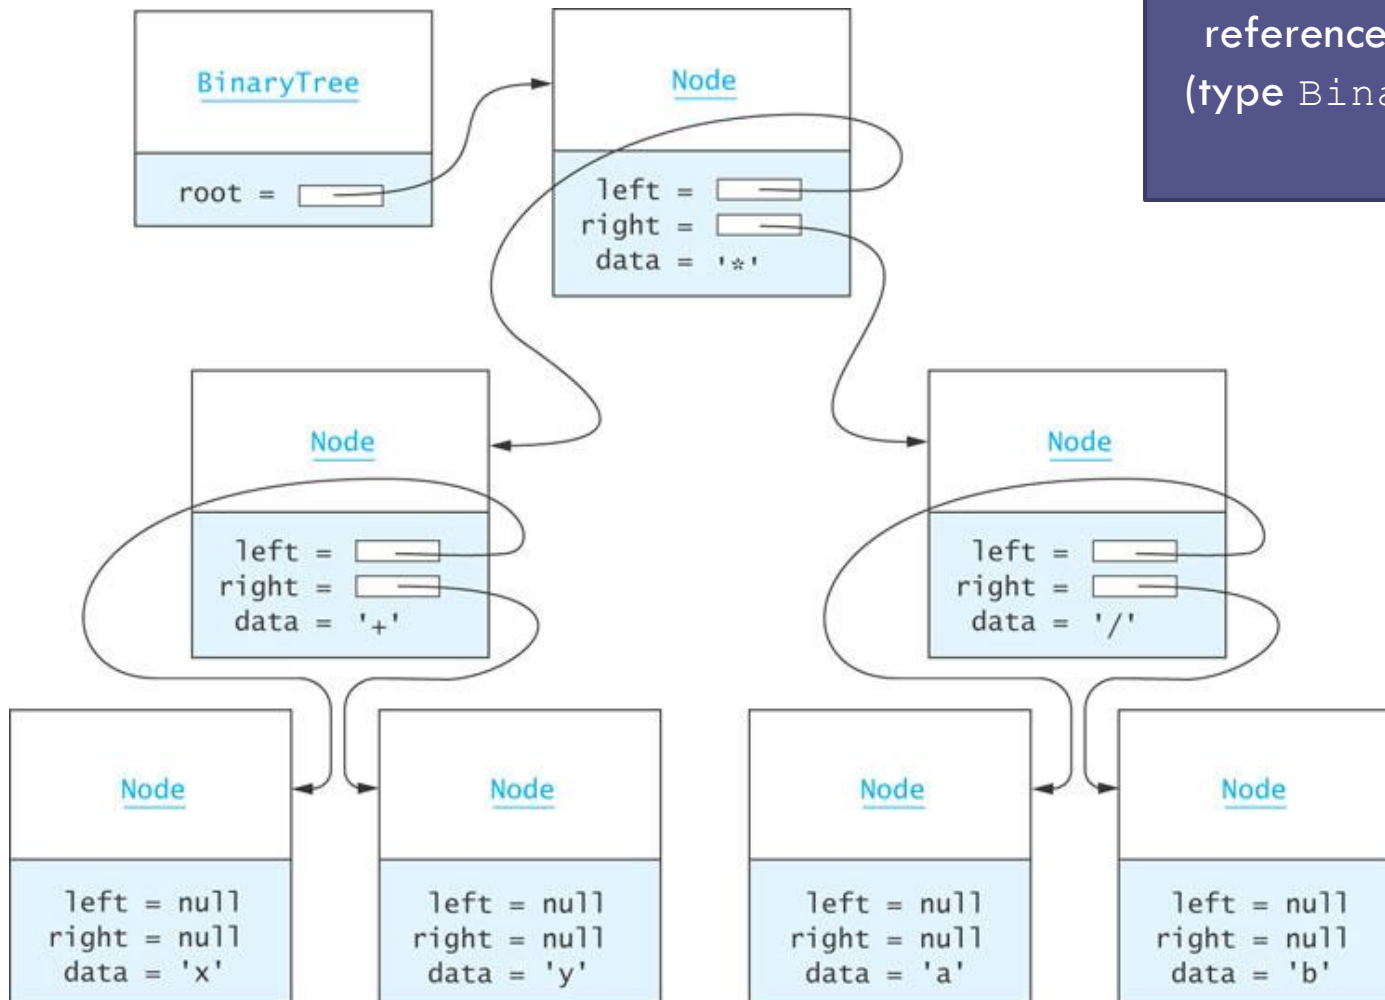 reference
(type Bina
BinaryTree
root =
Node
left =
right =
data = '*'
Node
left =
right =
data = '+'
Node
left =
right =
data = '/'
Node
left = null
right = null
data = 'x'
Node
left = null
right = null
data = 'y'
Node
left = null
right = null
data = 'a'
Node
left = null
right = null
data = 'b'